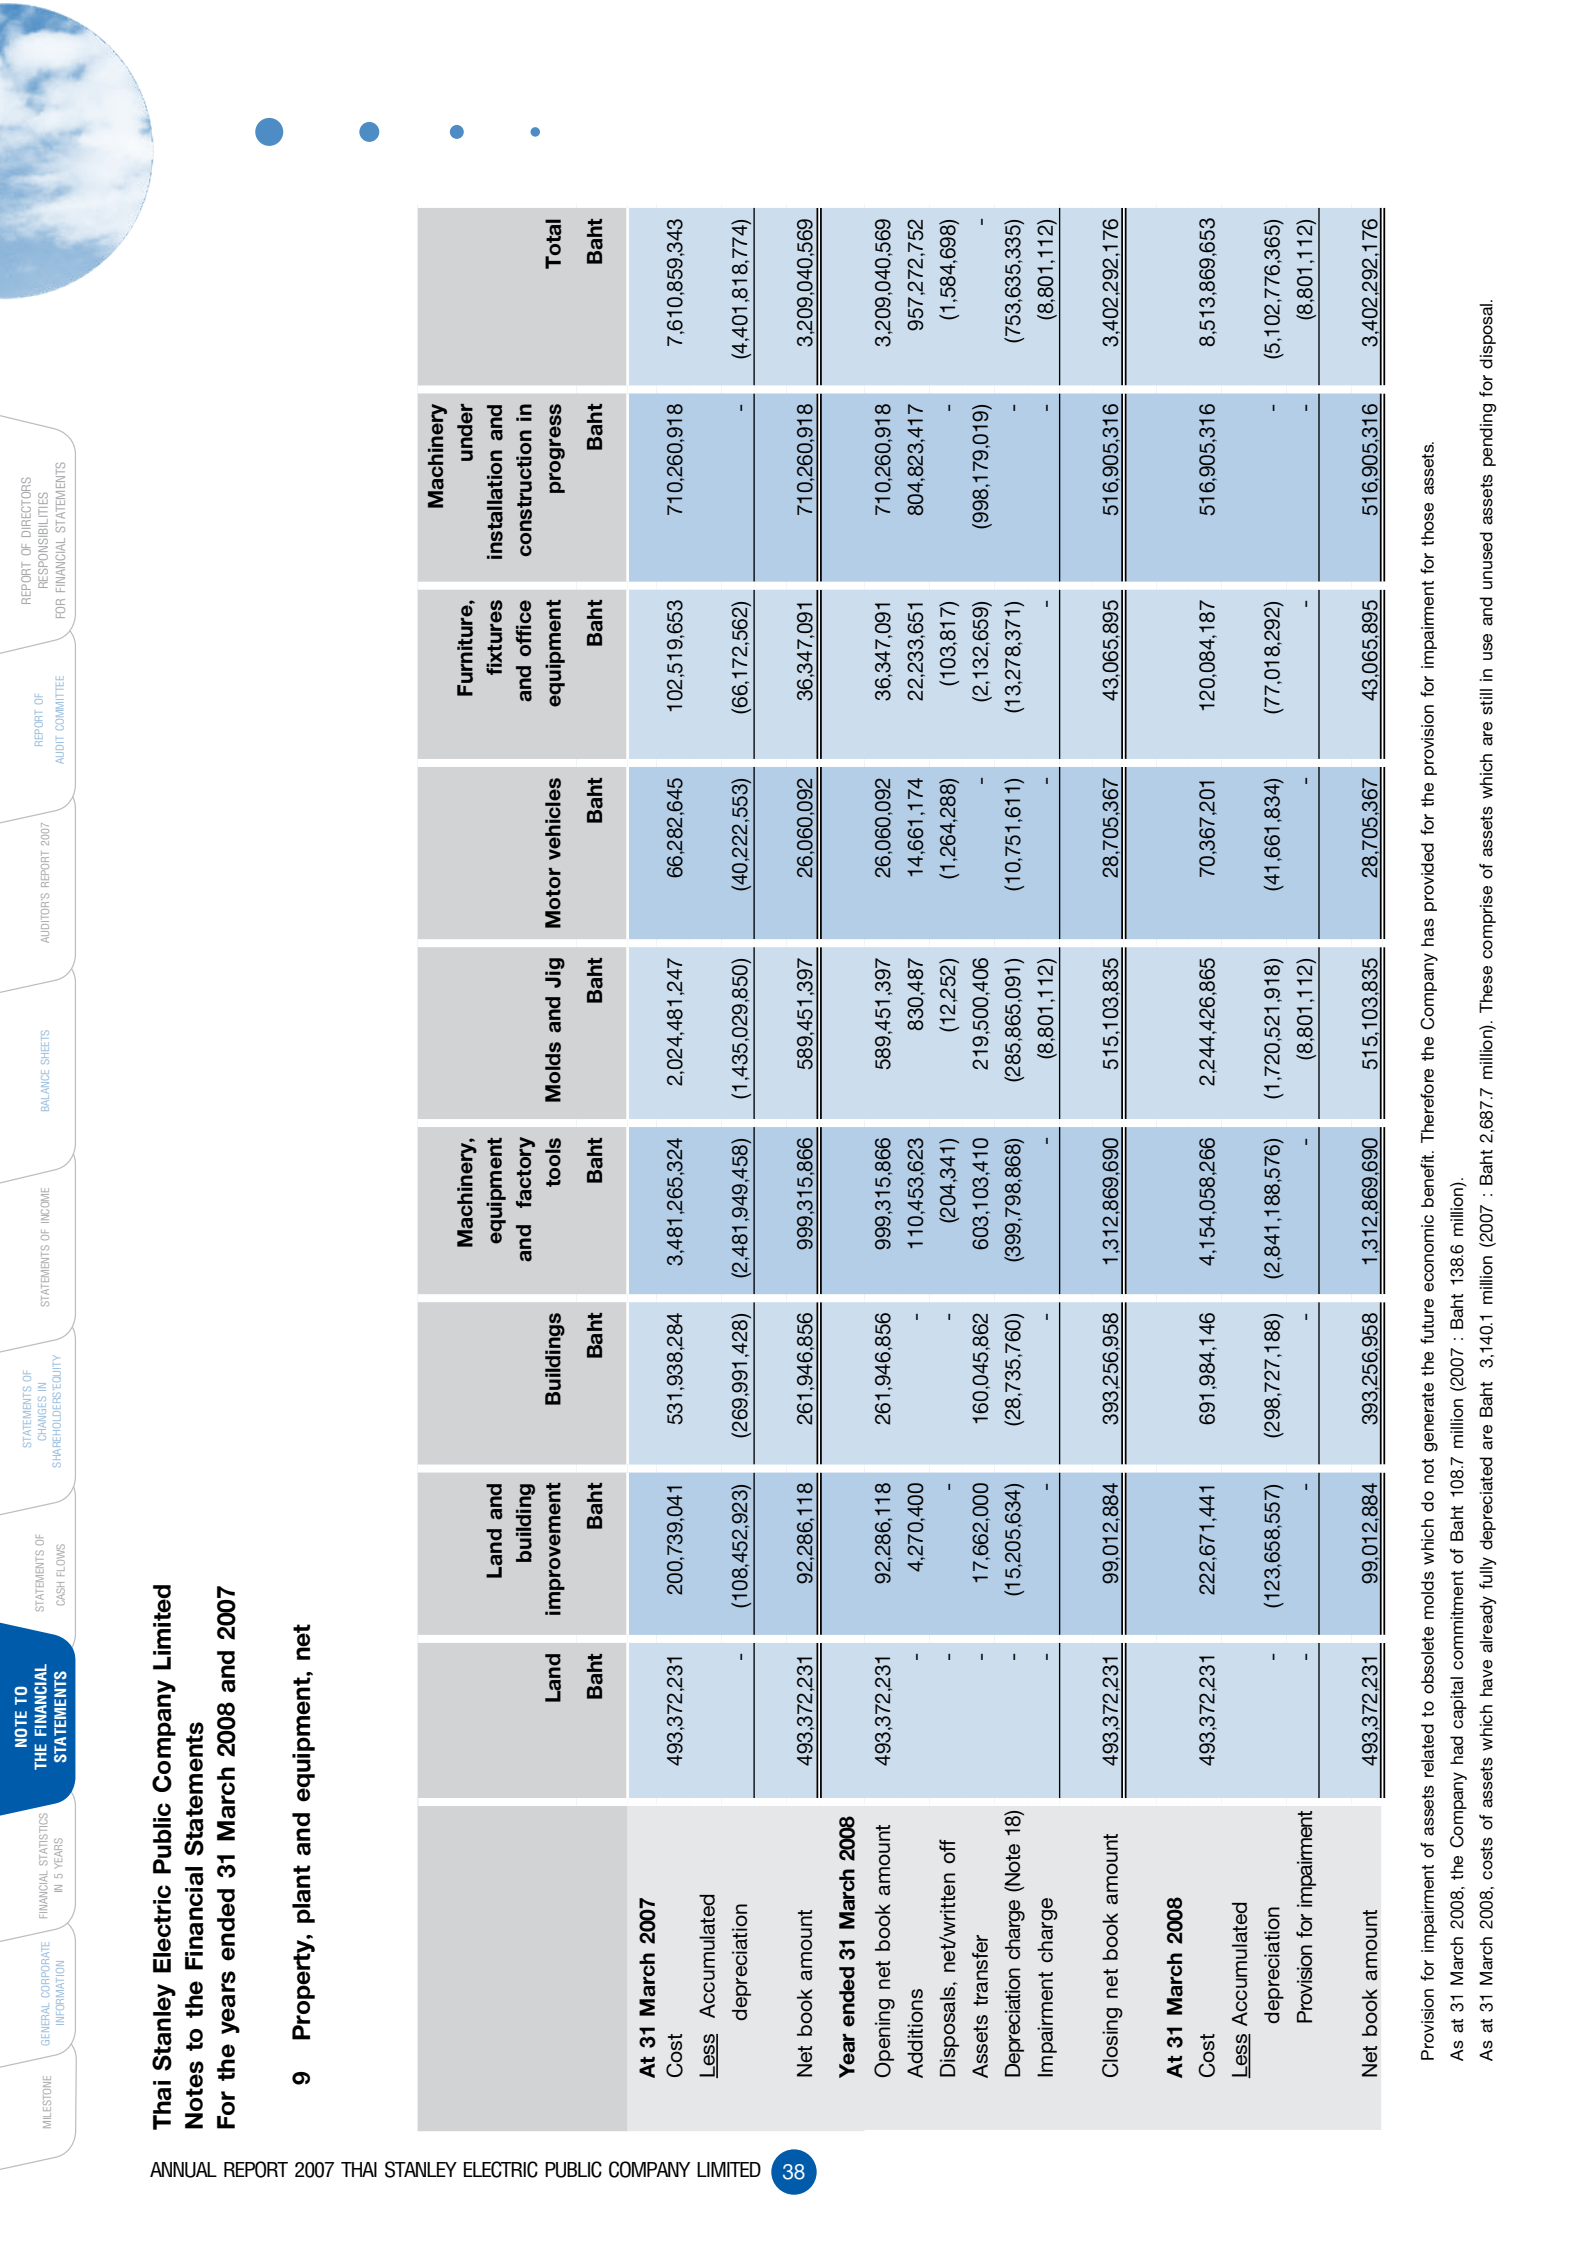 MILESTONE
GENERAL CORPORATE
INFORMATION
FINANCIAL STATISTICS
IN 5 YEARS
NOTE TO
THE FINANCIAL
STATEMENTS
STATEMENTS OF
CASH FLOWS
STATEMENTS OF
CHANGES IN
SHAREHOLDERS'EQUITY
STATEMENTS OF INCOME
BALANCE SHEETS
AUDITOR'S REPORT 2007
REPORT OF
AUDIT COMMITTEE
REPORT OF DIRECTORS
RESPONSIBILITIES
FOR FINANCIAL STATEMENTS
Thai Stanley Electric Public Company Limited
Notes to the Financial Statements
For the years ended 31 March 2008 and 2007
9 Property, plant and equipment, net
Machinery
Machinery, Furniture, under
Land and equipment fixtures installation and
building and factory and office construction in
Land improvement Buildings tools Molds and Jig Motor vehicles equipment progress Total
Baht Baht Baht Baht Baht Baht Baht Baht Baht
At 31 March 2007
Cost 493,372,231 200,739,041 531,938,284 3,481,265,324 2,024,481,247 66,282,645 102,519,653 710,260,918 7,610,859,343
Less Accumulated
depreciation - (108,452,923) (269,991,428) (2,481,949,458) (1,435,029,850) (40,222,553) (66,172,562) - (4,401,818,774)
Net book amount 493,372,231 92,286,118 261,946,856 999,315,866 589,451,397 26,060,092 36,347,091 710,260,918 3,209,040,569
Year ended 31 March 2008
Opening net book amount 493,372,231 92,286,118 261,946,856 999,315,866 589,451,397 26,060,092 36,347,091 710,260,918 3,209,040,569
Additions - 4,270,400 - 110,453,623 830,487 14,661,174 22,233,651 804,823,417 957,272,752
Disposals, net/written off - - - (204,341) (12,252) (1,264,288) (103,817) - (1,584,698)
Assets transfer - 17,662,000 160,045,862 603,103,410 219,500,406 - (2,132,659) (998,179,019) -
Depreciation charge (Note 18) - (15,205,634) (28,735,760) (399,798,868) (285,865,091) (10,751,611) (13,278,371) - (753,635,335)
Impairment charge - - - - (8,801,112) - - - (8,801,112)
Closing net book amount 493,372,231 99,012,884 393,256,958 1,312,869,690 515,103,835 28,705,367 43,065,895 516,905,316 3,402,292,176
At 31 March 2008
Cost 493,372,231 222,671,441 691,984,146 4,154,058,266 2,244,426,865 70,367,201 120,084,187 516,905,316 8,513,869,653
Less Accumulated
depreciation - (123,658,557) (298,727,188) (2,841,188,576) (1,720,521,918) (41,661,834) (77,018,292) - (5,102,776,365)
Provision for impairment - - - - (8,801,112) - - - (8,801,112)
Net book amount 493,372,231 99,012,884 393,256,958 1,312,869,690 515,103,835 28,705,367 43,065,895 516,905,316 3,402,292,176
Provision for impairment of assets related to obsolete molds which do not generate the future economic benefit. Therefore the Company has provided for the provision for impaiment for those assets.
As at 31 March 2008, the Company had capital commitment of Baht 108.7 million (2007 : Baht 138.6 million).
As at 31 March 2008, costs of assets which have already fully depreciated are Baht 3,140.1 million (2007 : Baht 2,687.7 million). These comprise of assets which are still in use and unused assets pending for disposal.
ANNUAL REPORT 2007 THAI STANLEY ELECTRIC PUBLIC COMPANY LIMITED 38